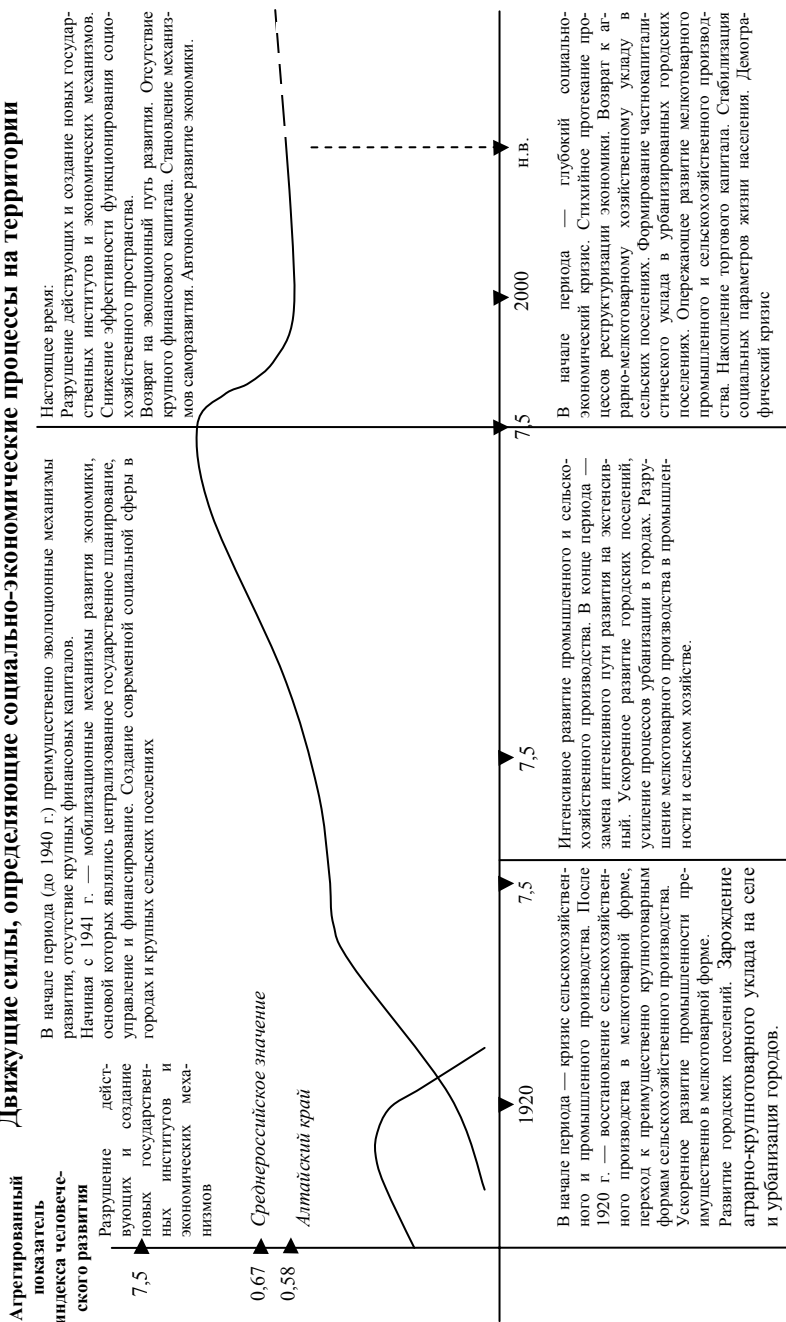 Движущие силы, определяющие социально-экономические процессы на территории
Агрегированный
показатель
индекса человече-
ского развития
Разрушение дейст-
вующих и создание
новых государствен-
ных институтов и
экономических меха-
низмов
В начале периода (до 1940 г.) преимущественно эволюционные механизмы
развития, отсутствие крупных финансовых капиталов.
Начиная с 1941 г. — мобилизационные механизмы развития экономики,
основой которых являлись централизованное государственное планирование,
управление и финансирование. Создание современной социальной сферы в
городах и крупных сельских поселениях
Настоящее время:
Разрушение действующих и создание новых государ-
ственных институтов и экономических механизмов.
Снижение эффективности функционирования социо-
хозяйственного пространства.
Возврат на эволюционный путь развития. Отсутствие
крупного финансового капитала. Становление механиз-
мов саморазвития. Автономное развитие экономики.
7,5
0,67
Среднероссийское значение
0,58
Алтайский край
1920
7,5
7,5
7,5
2000
н.в.
В начале периода — кризис сельскохозяйствен-
ного и промышленного производства. После
1920 г. — восстановление сельскохозяйствен-
ного производства в мелкотоварной форме,
переход к преимущественно крупнотоварным
формам сельскохозяйственного производства.
Ускоренное развитие промышленности пре-
имущественно в мелкотоварной форме.
Развитие городских поселений. Зарождение
аграрно-крупнотоварного уклада на селе
и урбанизация городов.
Интенсивное развитие промышленного и сельско-
хозяйственного производства. В конце периода —
замена интенсивного пути развития на экстенсив-
ный. Ускоренное развитие городских поселений,
усиление процессов урбанизации в городах. Разру-
шение мелкотоварного производства в промышлен-
ности и сельском хозяйстве.
В начале периода — глубокий социально-
экономический кризис. Стихийное протекание про-
цессов реструктуризации экономики. Возврат к аг-
рарно-мелкотоварному хозяйственному укладу в
сельских поселениях. Формирование частнокапитали-
стического уклада в урбанизированных городских
поселениях. Опережающее развитие мелкотоварного
промышленного и сельскохозяйственного производ-
ства. Накопление торгового капитала. Стабилизация
социальных параметров жизни населения. Демогра-
фический кризис